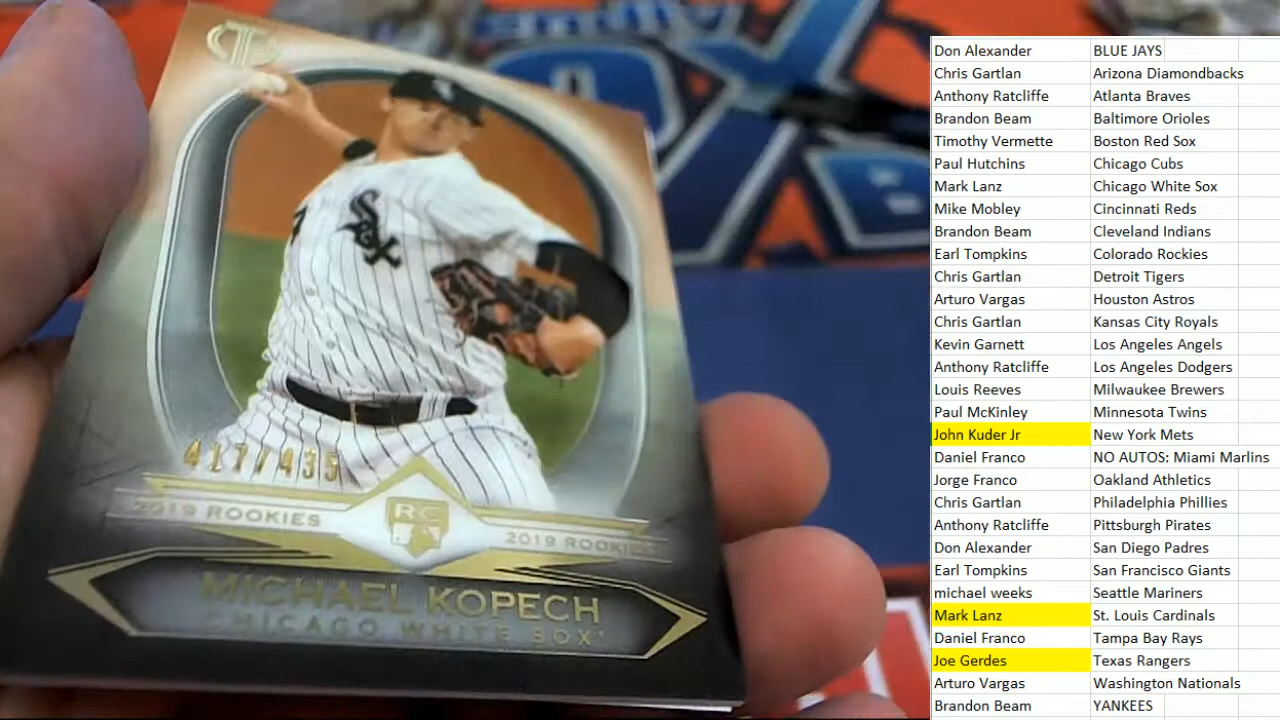 417/435
2019 ROOKIES
RC
2019 ROOKIES
MICHAEL KOPECH
CHICAGO WHITE SOX
Sox
Don Alexander BLUE JAYS
Chris Gartlan Arizona Diamondbacks
Anthony Ratcliffe Atlanta Braves
Brandon Beam Baltimore Orioles
Timothy Vermette Boston Red Sox
Paul Hutchins Chicago Cubs
Mark Lanz Chicago White Sox
Mike Mobley Cincinnati Reds
Brandon Beam Cleveland Indians
Earl Tompkins Colorado Rockies
Chris Gartlan Detroit Tigers
Arturo Vargas Houston Astros
Chris Gartlan Kansas City Royals
Kevin Garnett Los Angeles Angels
Anthony Ratcliffe Los Angeles Dodgers
Louis Reeves Milwaukee Brewers
Paul McKinley Minnesota Twins
John Kuder Jr New York Mets
Daniel Franco NO AUTOS: Miami Marlins
Jorge Franco Oakland Athletics
Chris Gartlan Philadelphia Phillies
Anthony Ratcliffe Pittsburgh Pirates
Don Alexander San Diego Padres
Earl Tompkins San Francisco Giants
michael weeks Seattle Mariners
Mark Lanz St. Louis Cardinals
Daniel Franco Tampa Bay Rays
Joe Gerdes Texas Rangers
Arturo Vargas Washington Nationals
Brandon Beam YANKEES